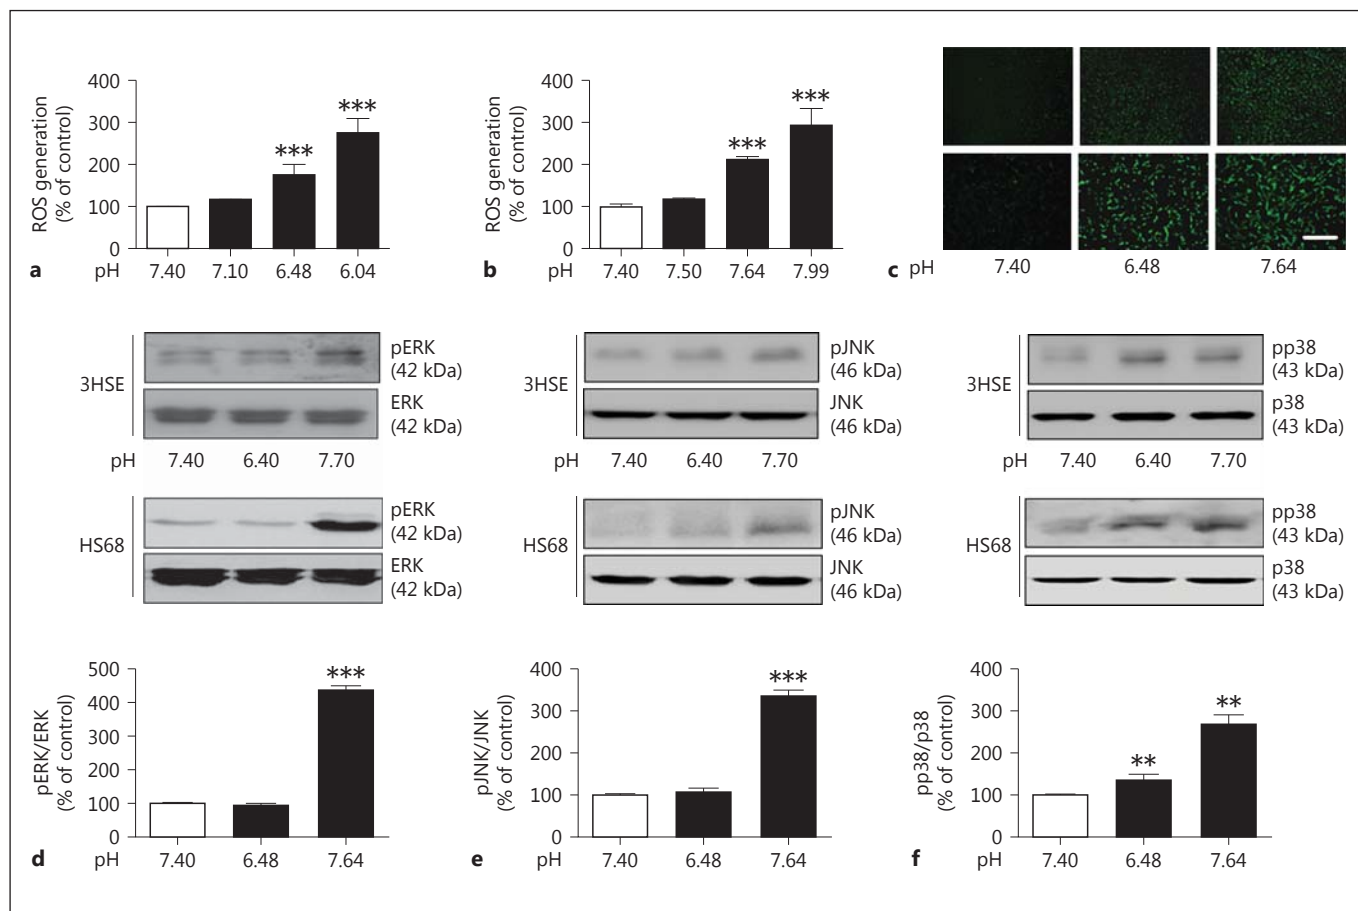 ROS generation
(% of control)
400
300
200
100
0
***
***
a pH 7.40 7.10 6.48 6.04
ROS generation
(% of control)
400
300
200
100
0
***
***
b pH 7.40 7.50 7.64 7.99
c pH 7.40 6.48 7.64
3HSE
pERK
(42 kDa)
ERK
(42 kDa)
pH 7.40 6.40 7.70
HS68
pERK
(42 kDa)
ERK
(42 kDa)
3HSE
pJNK
(46 kDa)
JNK
(46 kDa)
pH 7.40 6.40 7.70
HS68
pJNK
(46 kDa)
JNK
(46 kDa)
3HSE
pp38
(43 kDa)
p38
(43 kDa)
pH 7.40 6.40 7.70
HS68
pp38
(43 kDa)
p38
(43 kDa)
pERK/ERK
(% of control)
500
400
300
200
100
0
***
d pH 7.40 6.48 7.64
pJNK/JNK
(% of control)
400
300
200
100
0
***
e pH 7.40 6.48 7.64
pp38/p38
(% of control)
400
300
200
100
0
**
**
f pH 7.40 6.48 7.64